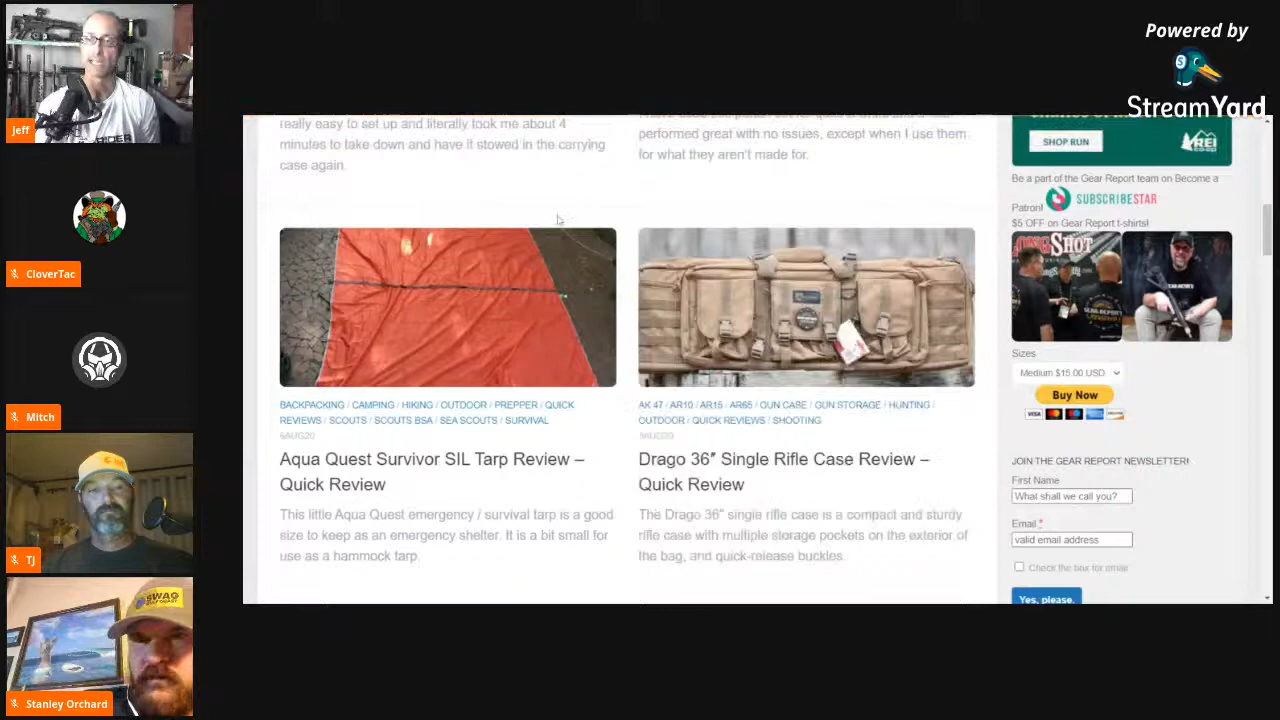 Powered by
StreamYard
Jeff
CloverTac
Mitch
TJ
SWAG
Stanley Orchard
really easy to set up and literally took me about 4
minutes to take down and have it stowed in the carrying
case again.
performed great with no issues, except when I use them
for what they aren't made for.
BACKPACKING / CAMPING / HIKING / OUTDOOR / PREPPER / QUICK
REVIEWS / SCOUTS / SCOUTS BSA / SEA SCOUTS / SURVIVAL
Aqua Quest Survivor SIL Tarp Review –
Quick Review
This little Aqua Quest emergency / survival tarp is a good
size to keep as an emergency shelter. It is a bit small for
use as a hammock tarp.
AK 47 / AR10 / AR15 / AR65 / GUN CASE / GUN STORAGE / HUNTING /
OUTDOOR / QUICK REVIEWS / SHOOTING
Drago 36″ Single Rifle Case Review –
Quick Review
The Drago 36" single rifle case is a compact and sturdy
rifle case with multiple storage pockets on the exterior of
the bag, and quick-release buckles.
SHOP RUN
REI
Be a part of the Gear Report team on Become a
Patron!
SUBSCRIBESTAR
$5 OFF on Gear Report t-shirts!
LONGSHOT
Sizes
Medium $15.00 USD
Buy Now
VISA
JOIN THE GEAR REPORT NEWSLETTER!
First Name
What shall we call you?
Email *
valid email address
Check the box for email
Yes, please.